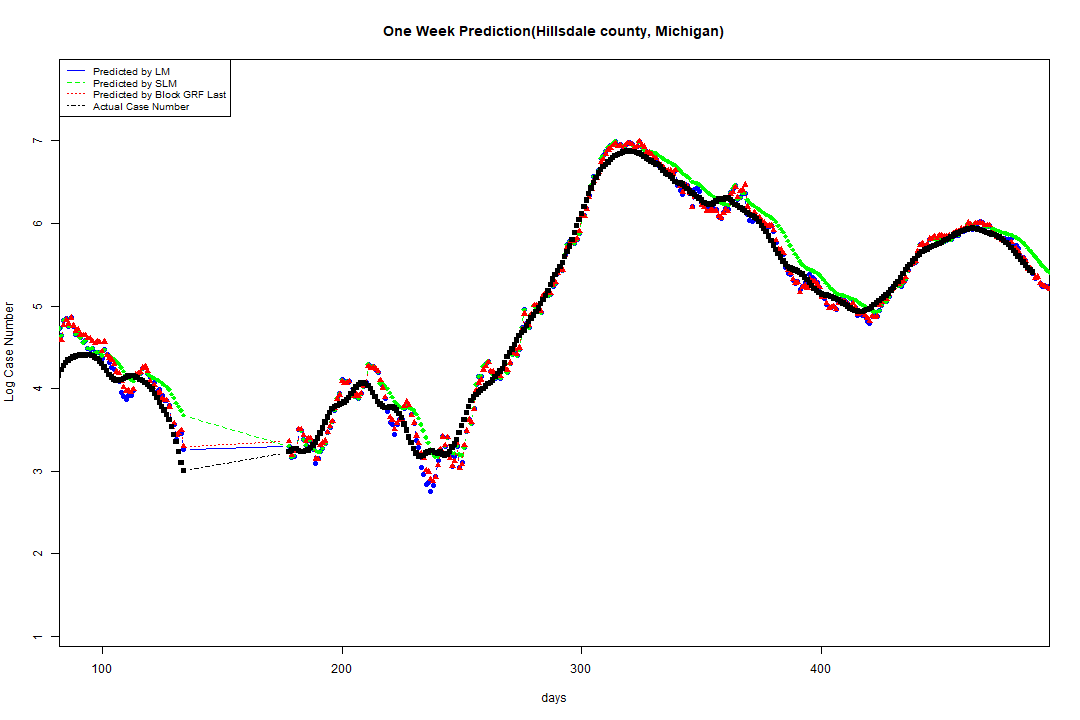 One Week Prediction(Hillsdale county, Michigan)
Predicted by LM
Predicted by SLM
Predicted by Block GRF Last
Actual Case Number
7
6
5
4
3
2
1
Log Case Number
100 200 300 400
days